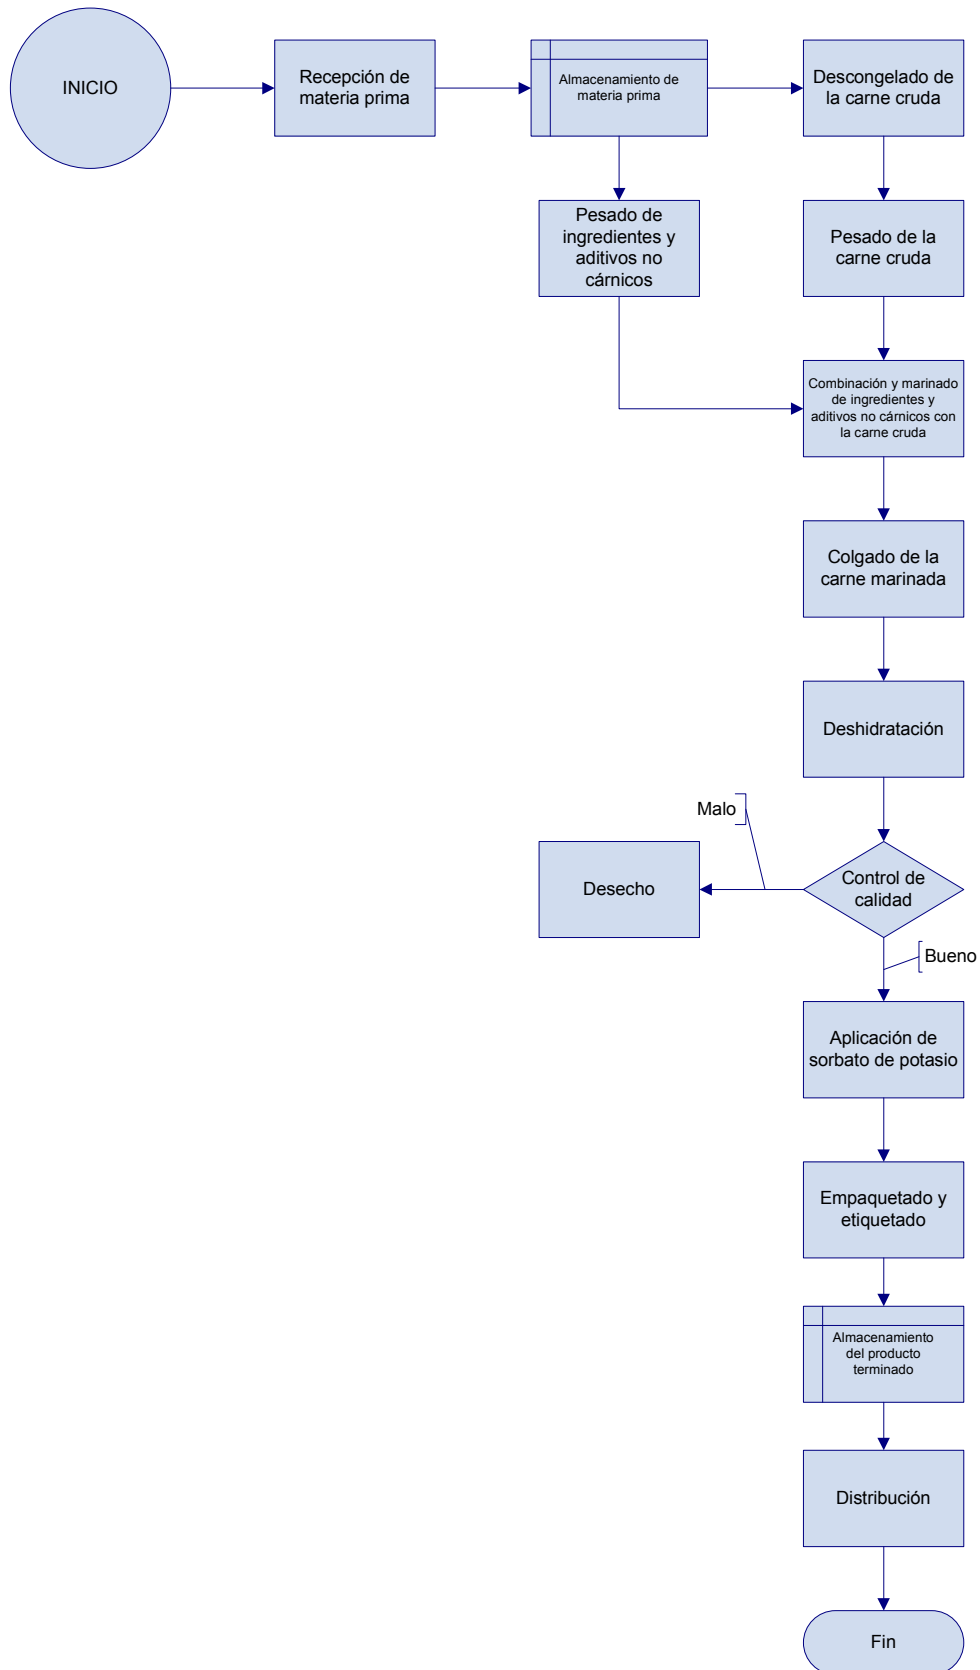 INICIO
Recepción de
materia prima
Almacenamiento de
materia prima
Descongelado de
la carne cruda
Pesado de
ingredientes y
aditivos no
cárnicos
Pesado de la
carne cruda
Combinación y marinado
de ingredientes y
aditivos no cárnicos con
la carne cruda
Colgado de la
carne marinada
Deshidratación
Malo
Desecho
Control de
calidad
Bueno
Aplicación de
sorbato de potasio
Empaquetado y
etiquetado
Almacenamiento
del producto
terminado
Distribución
Fin